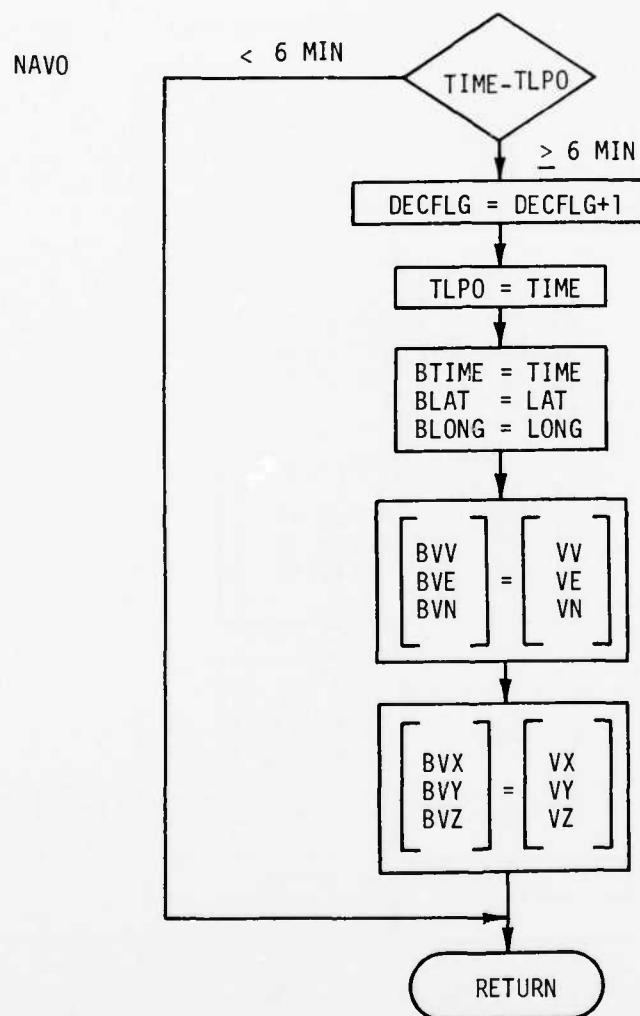 NAVO
< 6 MIN
TIME-TLPO
≥ 6 MIN
DECFLG = DECFLG+1
TLPO = TIME
BTIME = TIME
BLAT = LAT
BLONG = LONG
BVV = VV
BVE VE
BVN VN
BVX VX
BVY = VY
BVZ VZ
RETURN